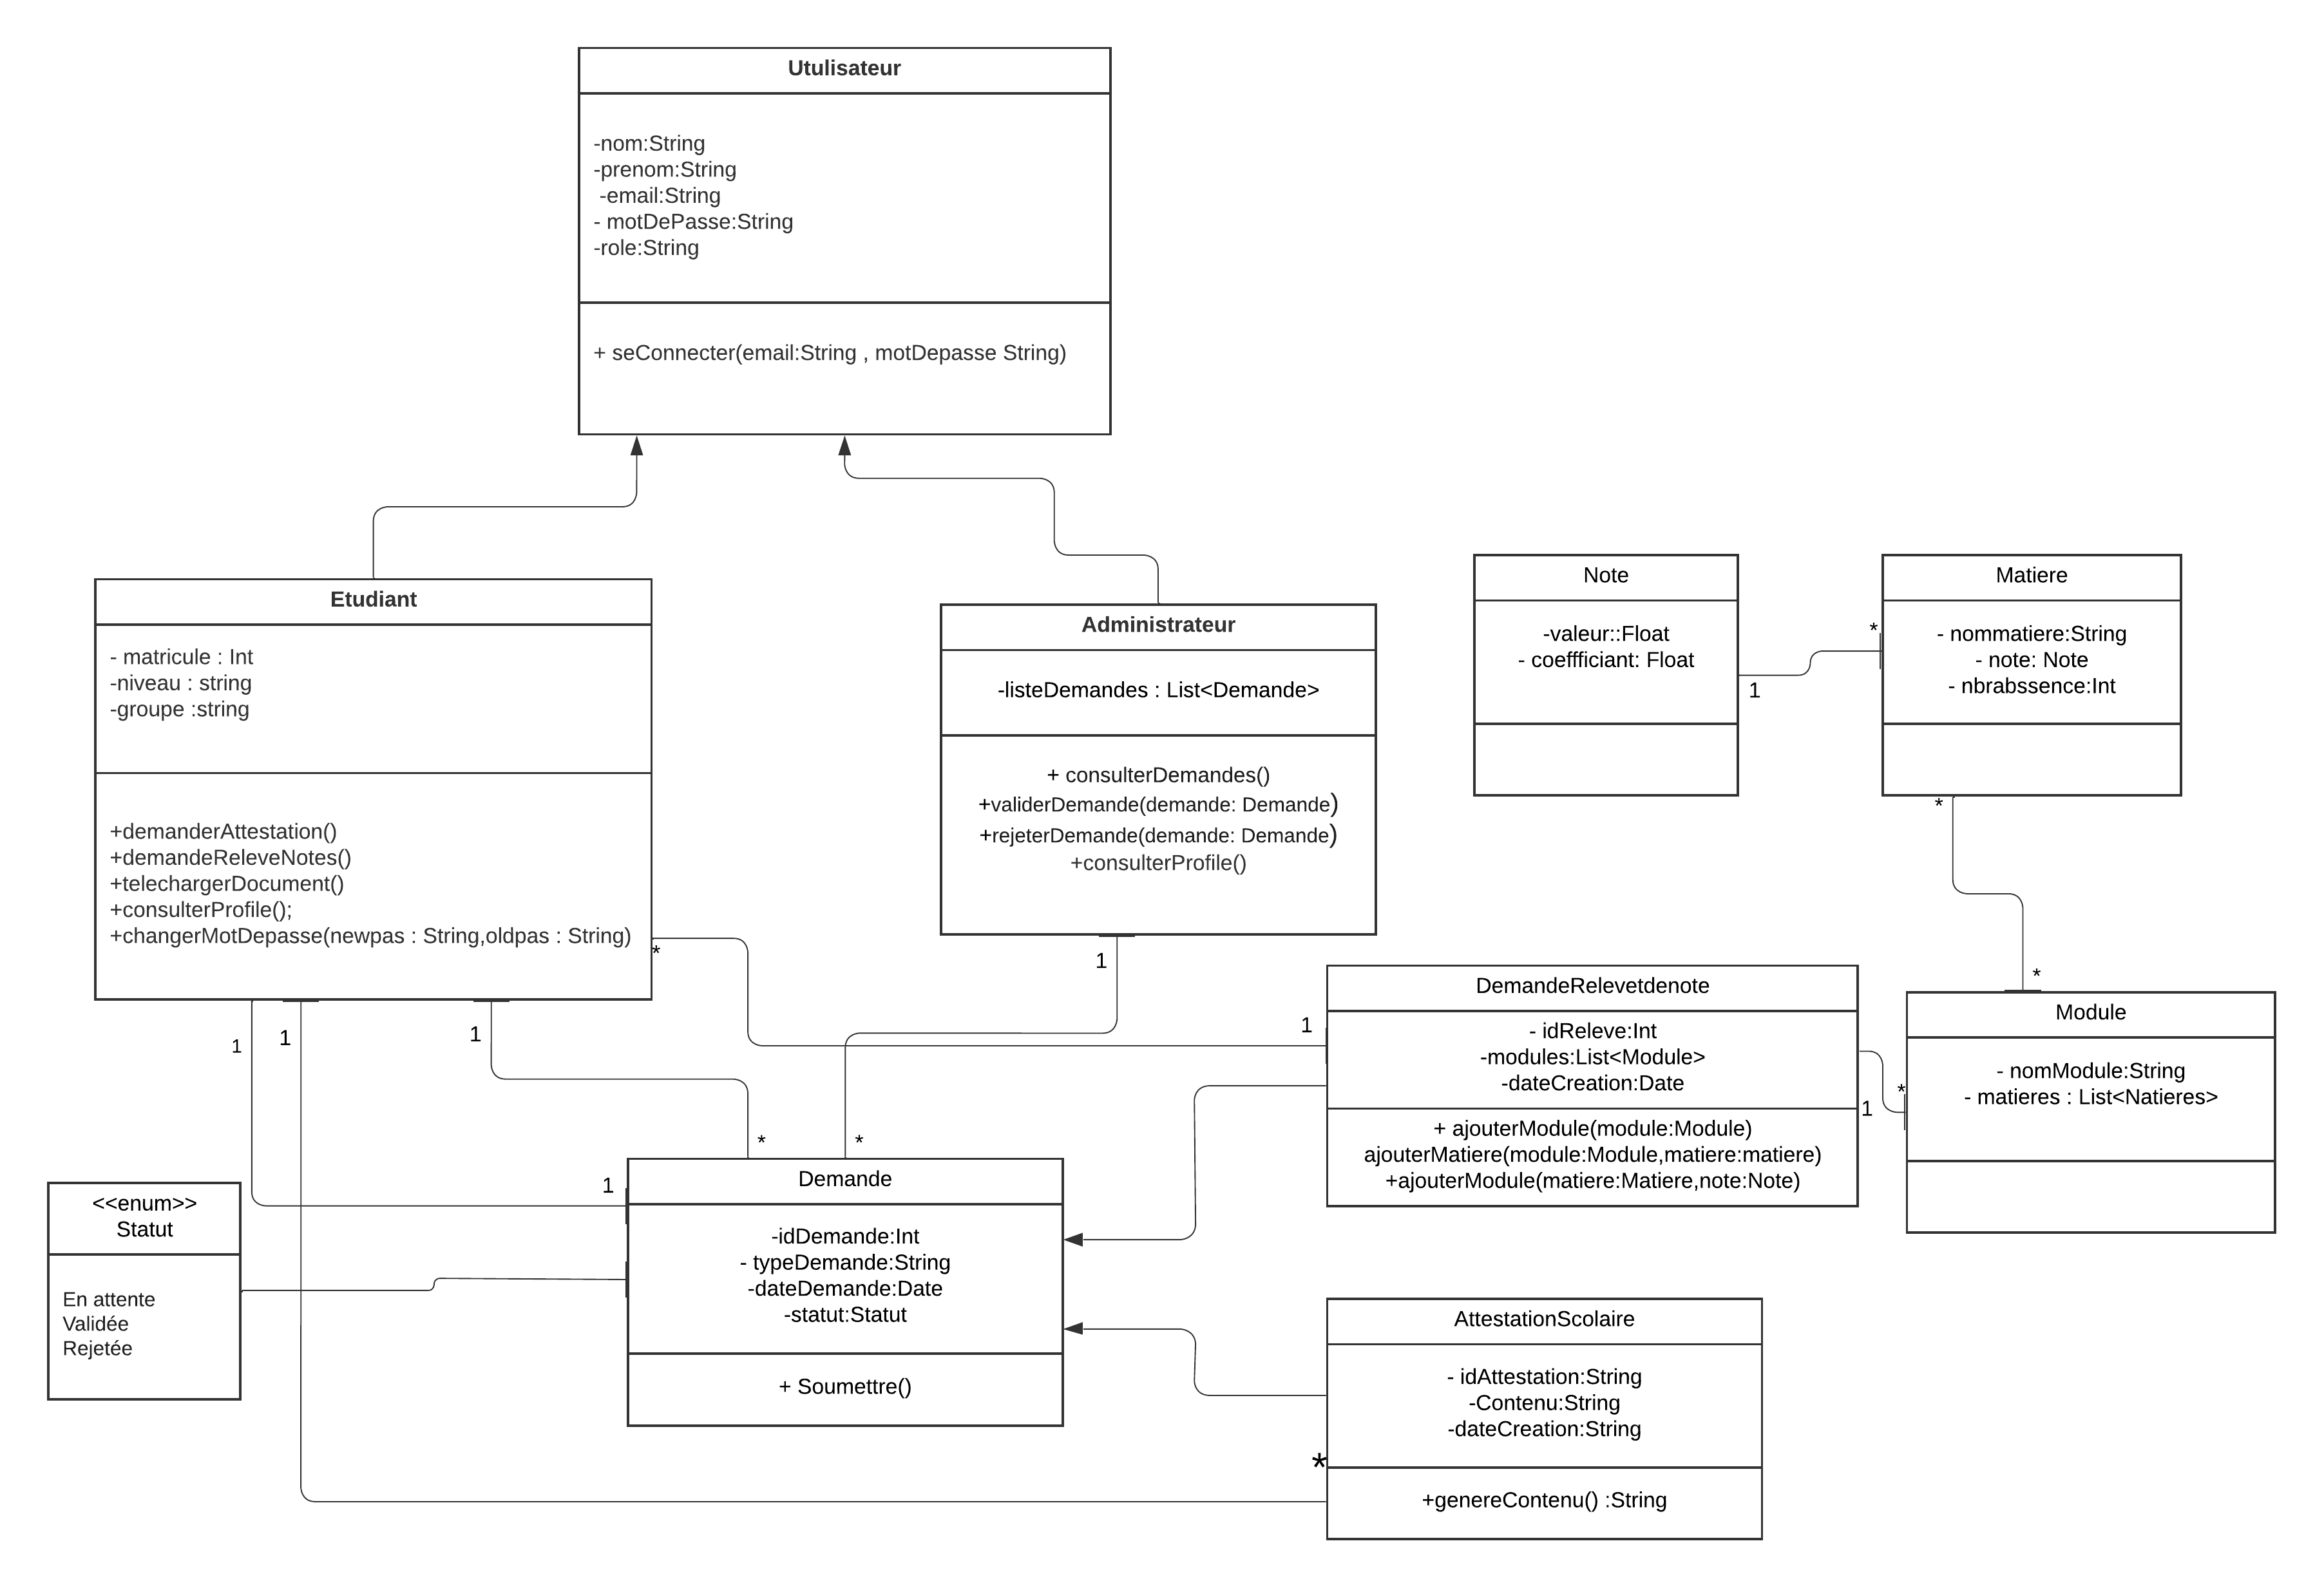 Utulisateur
-nom:String
-prenom:String
-email:String
- motDePasse:String
-role:String
+ seConnecter(email:String , motDepasse String)
Etudiant
- matricule : Int
-niveau : string
-groupe :string
+demanderAttestation()
+demandeReleveNotes()
+telechargerDocument()
+consulterProfile();
+changerMotDepasse(newpas : String,oldpas : String)
Administrateur
-listeDemandes : List<Demande>
+ consulterDemandes()
+validerDemande(demande: Demande)
+rejeterDemande(demande: Demande)
+consulterProfile()
Note
-valeur::Float
- coeffficiant: Float
1
*
Matiere
- nommatiere:String
- note: Note
- nbrabssence:Int
*
*
*
1
1
DemandeRelevetdenote
- idReleve:Int
-modules:List<Module>
-dateCreation:Date
+ ajouterModule(module:Module)
ajouterMatiere(module:Module,matiere:matiere)
+ajouterModule(matiere:Matiere,note:Note)
1
*
Module
- nomModule:String
- matieres : List<Natieres>
1
1
1
*
*
1
<<enum>>
Statut
En attente
Validée
Rejetée
Demande
-idDemande:Int
- typeDemande:String
-dateDemande:Date
-statut:Statut
+ Soumettre()
AttestationScolaire
- idAttestation:String
-Contenu:String
-dateCreation:String
*
+genereContenu() :String